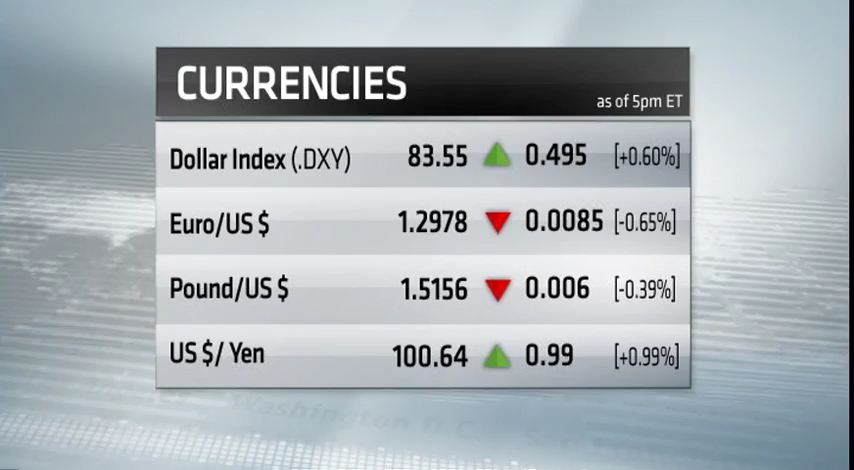 CURRENCIES
as of 5pm ET
Dollar Index (.DXY) 83.55 ▲ 0.495 [+0.60%]
Euro/US $ 1.2978 ▼ 0.0085 [-0.65%]
Pound/US $ 1.5156 ▼ 0.006 [-0.39%]
US $/ Yen 100.64 ▲ 0.99 [+0.99%]
Washington D.C.